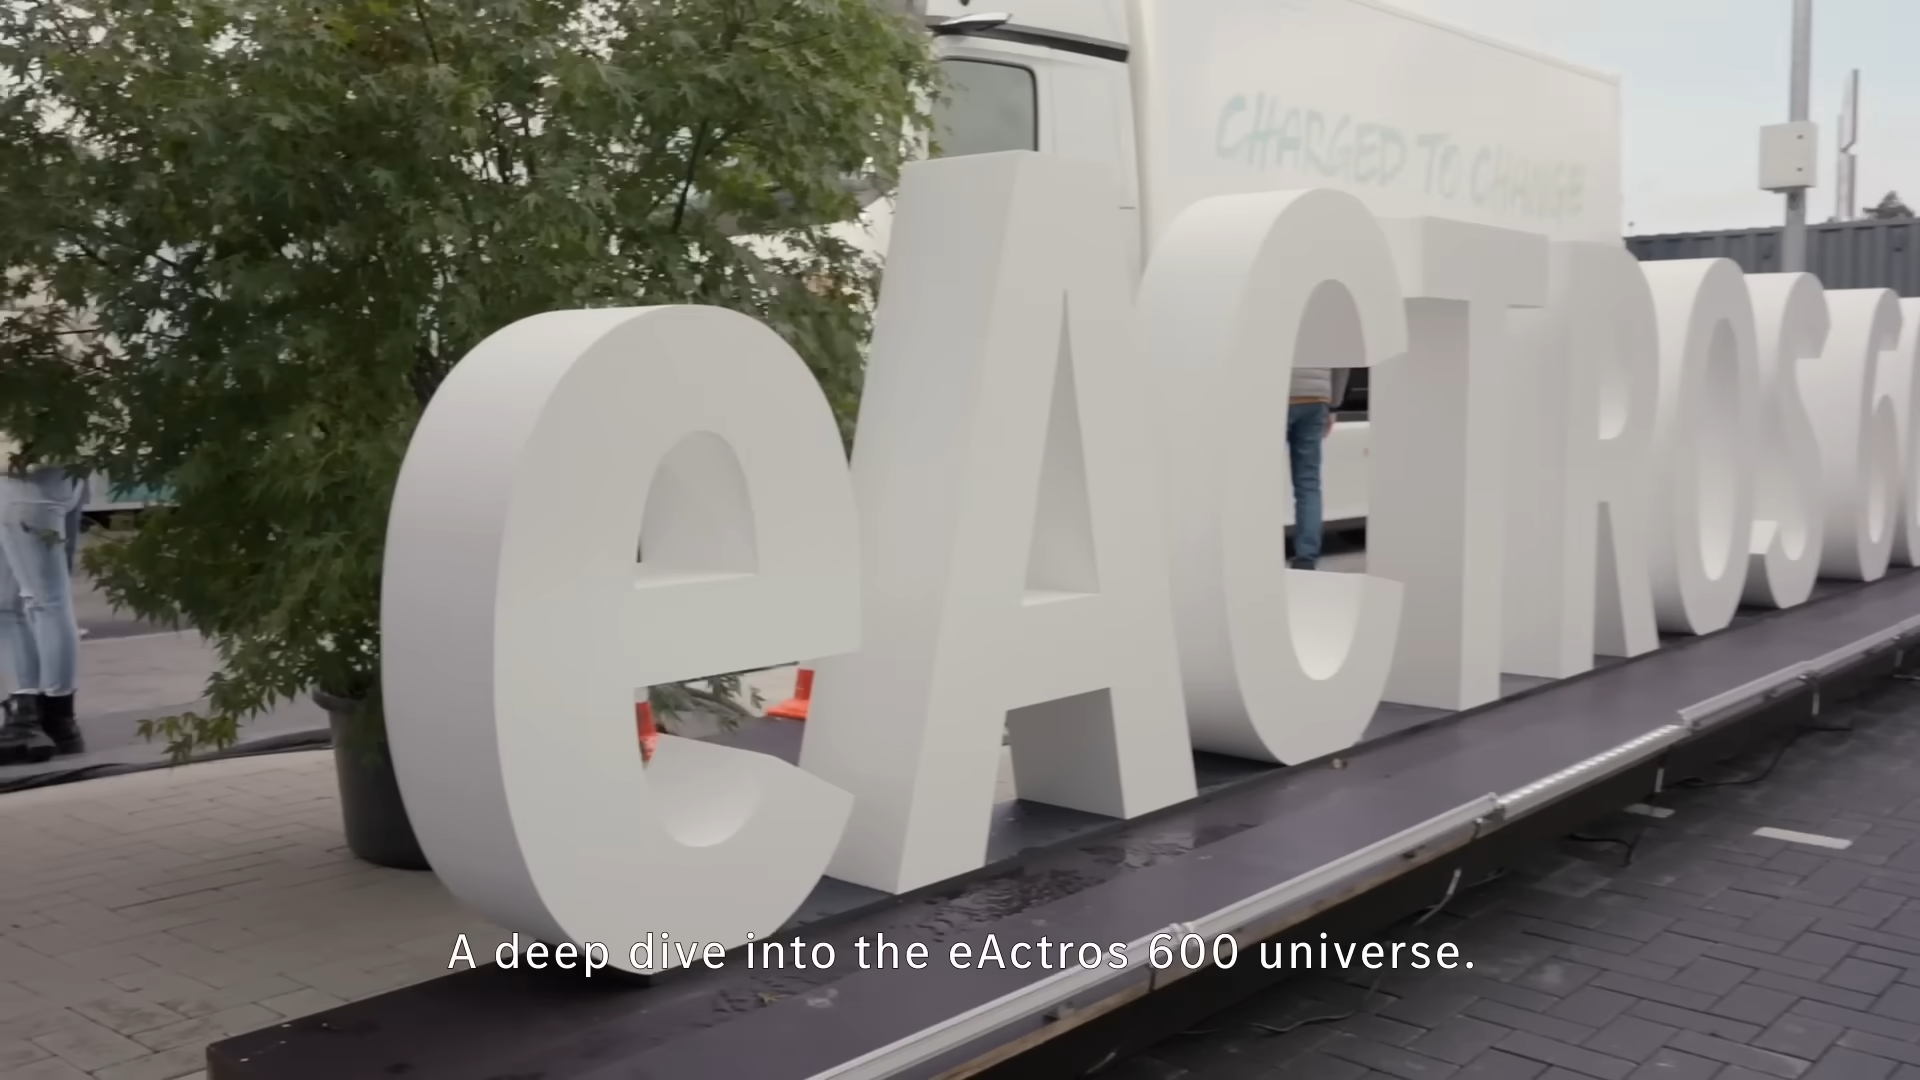 CHARGED TO CHANGE
eACTROS 6
A deep dive into the eActros 600 universe.